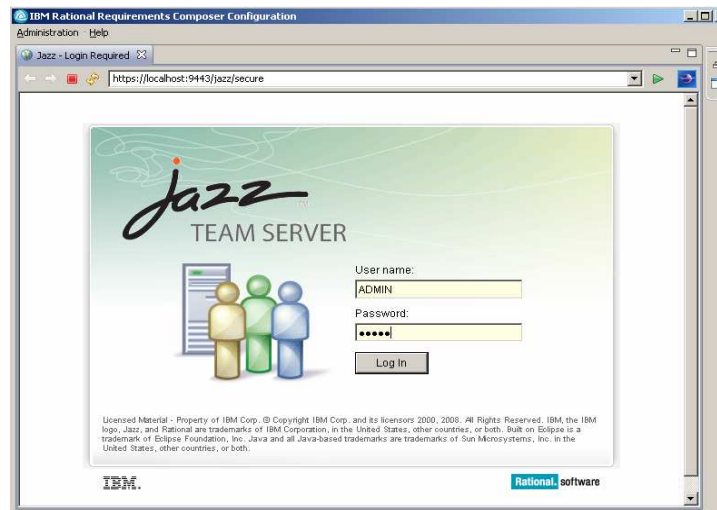 IBM Rational Requirements Composer Configuration
Administration Help
Jazz - Login Required
https://localhost:9443/jazz/secure
jazz
TEAM SERVER
User name:
ADMIN
Password:
•••••
Log In
Licensed Material - Property of IBM Corp. © Copyright IBM Corp. and its licensors 2000, 2008. All Rights Reserved. IBM, the IBM
logo, Jazz, and Rational are trademarks of IBM Corporation, in the United States, other countries, or both. Built on Eclipse is a
trademark of Eclipse Foundation, Inc. Java and all Java-based trademarks are trademarks of Sun Microsystems, Inc. in the
United States, other countries, or both.
IBM.
Rational. software